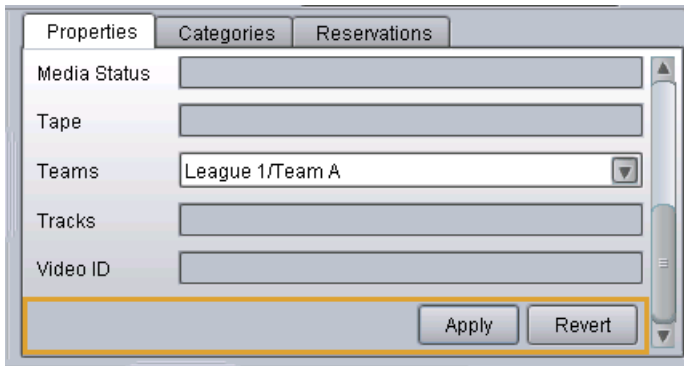 Properties Categories Reservations
Media Status
Tape
Teams League 1/Team A
Tracks
Video ID
Apply Revert